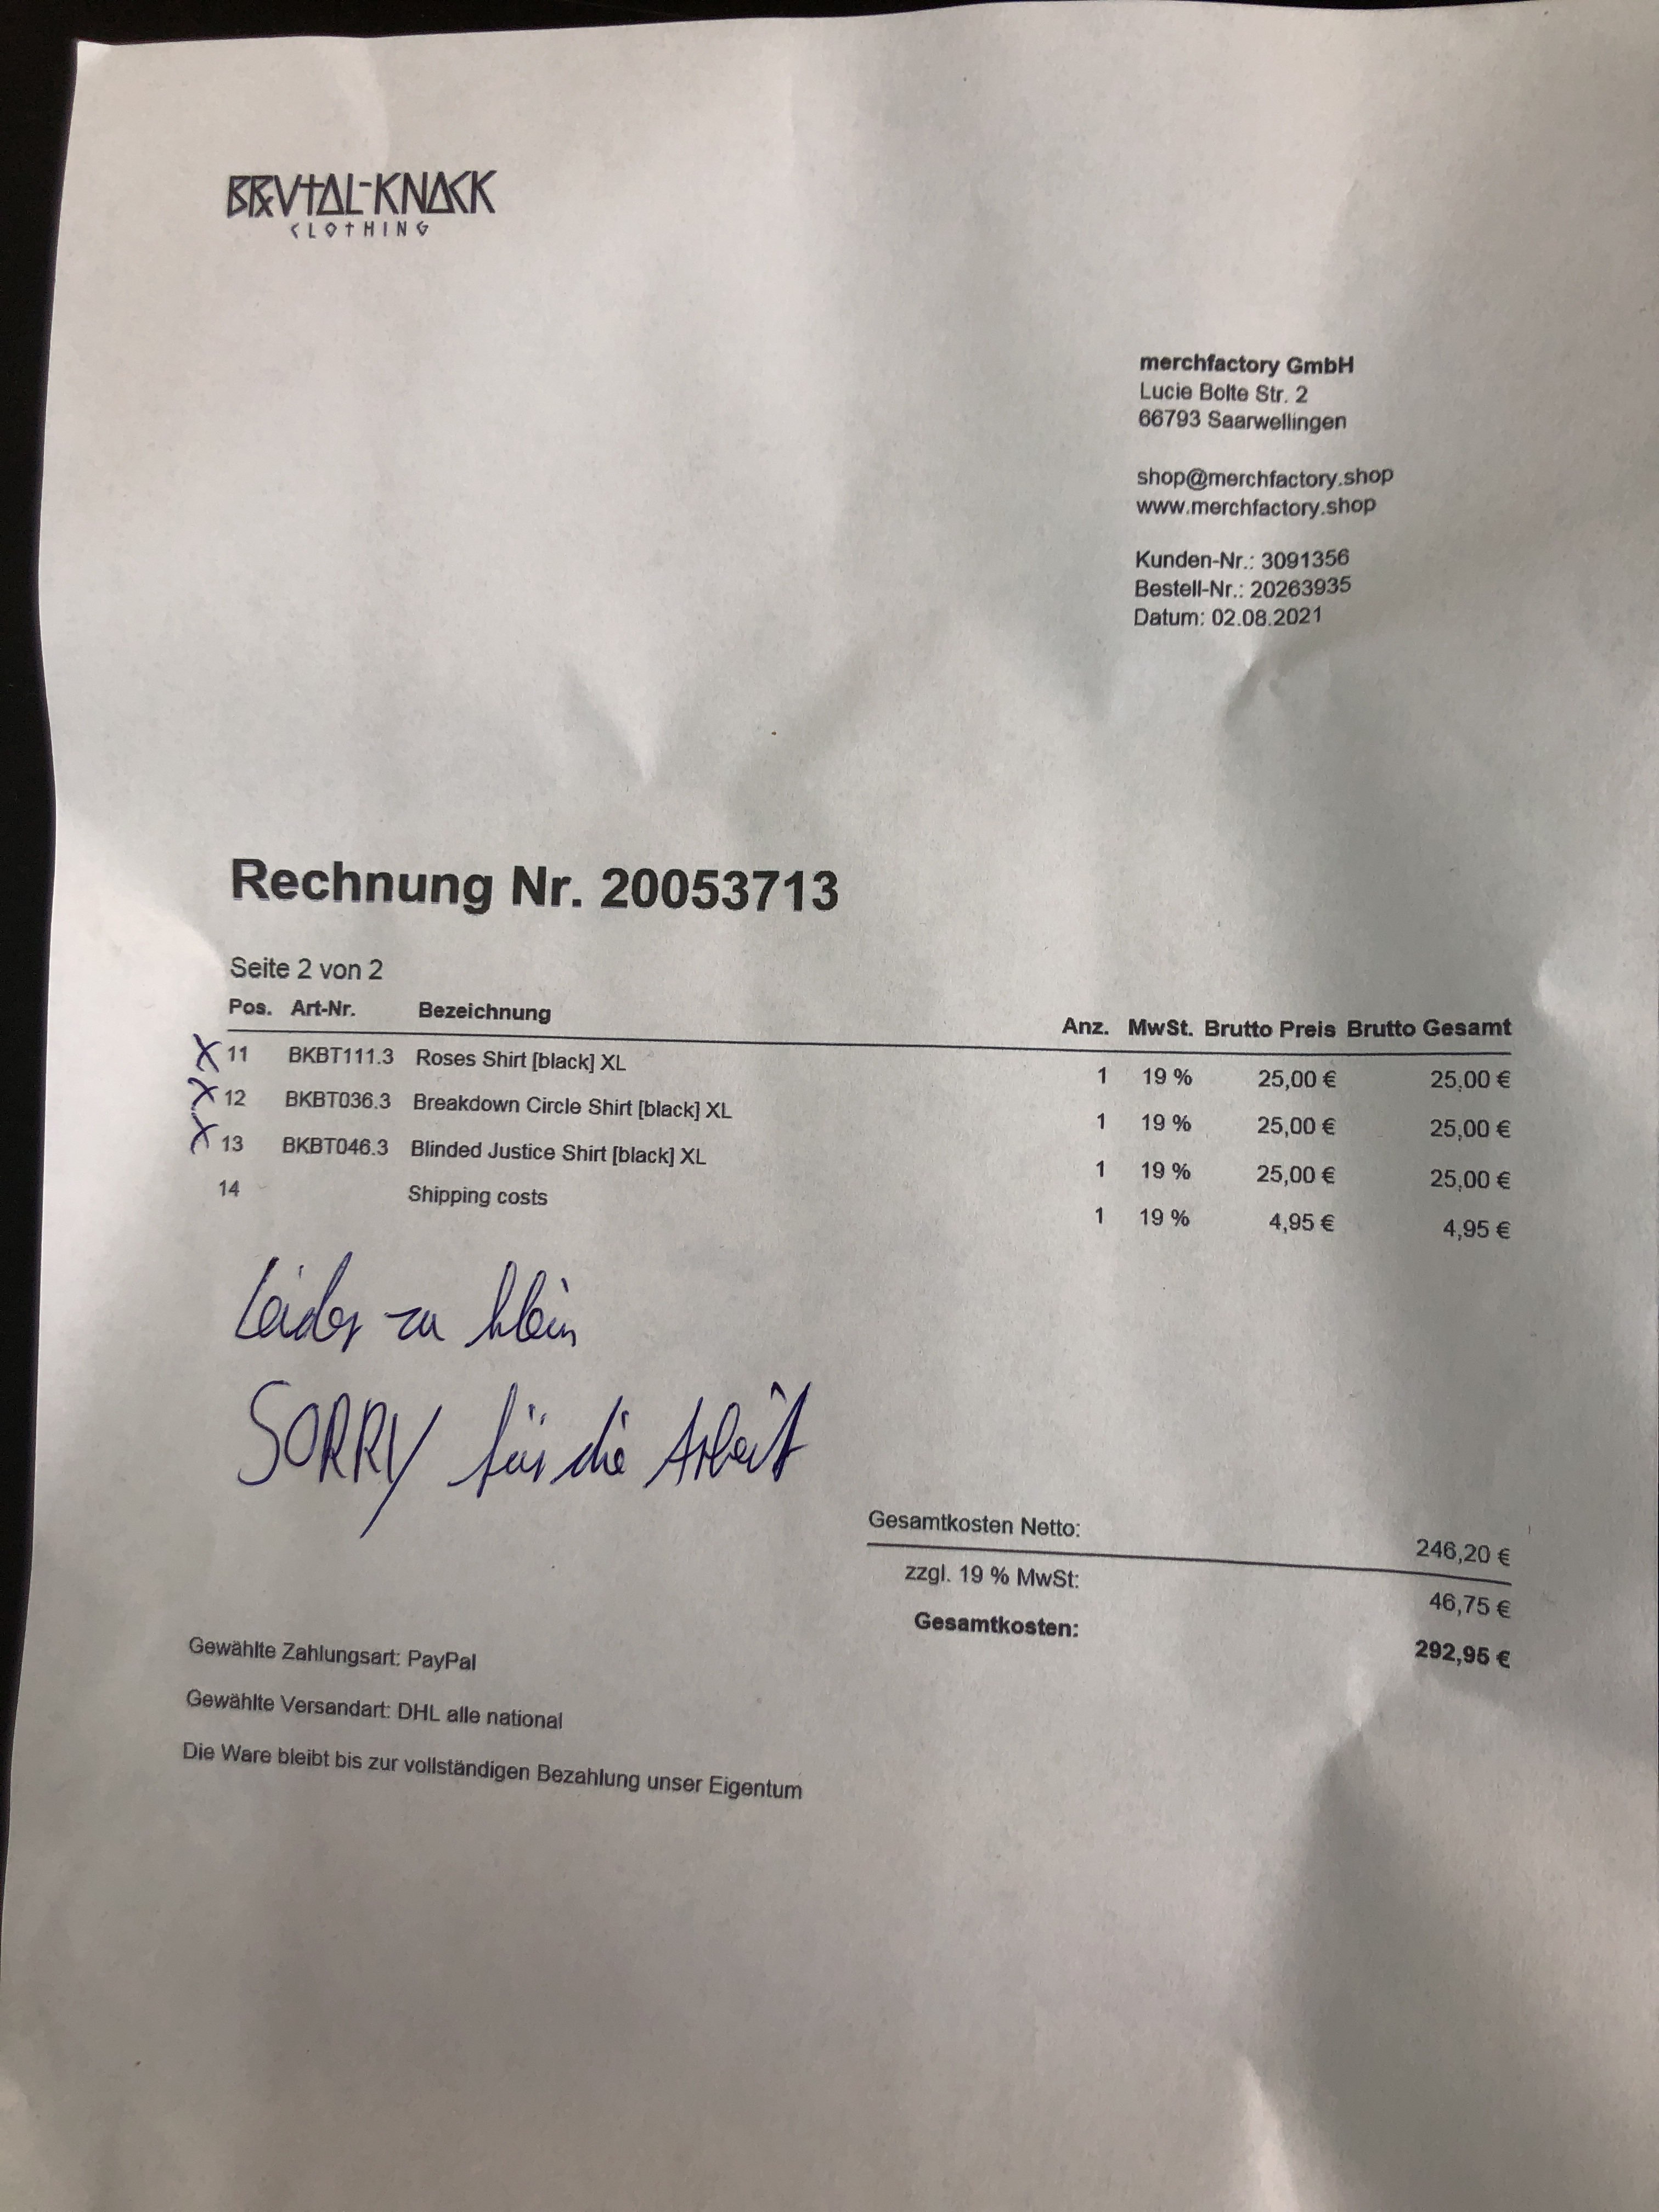 BRVTAL-KNACK
CLOTHING
merchfactory GmbH
Lucie Bolte Str. 2
66793 Saarwellingen
shop@merchfactory.shop
www.merchfactory.shop
Kunden-Nr.: 3091356
Bestell-Nr.: 20263935
Datum: 02.08.2021
Rechnung Nr. 20053713
Seite 2 von 2
Pos. Art-Nr. Bezeichnung Anz. MwSt. Brutto Preis Brutto Gesamt
X 11 BKBT111.3 Roses Shirt [black] XL 1 19 % 25,00 € 25,00 €
X 12 BKBT036.3 Breakdown Circle Shirt [black] XL 1 19 % 25,00 € 25,00 €
X 13 BKBT046.3 Blinded Justice Shirt [black] XL 1 19 % 25,00 € 25,00 €
14 Shipping costs 1 19 % 4,95 € 4,95 €
Leider zu klein
SORRY für die Arbeit
Gesamtkosten Netto: 246,20 €
zzgl. 19 % MwSt: 46,75 €
Gesamtkosten: 292,95 €
Gewählte Zahlungsart: PayPal
Gewählte Versandart: DHL alle national
Die Ware bleibt bis zur vollständigen Bezahlung unser Eigentum